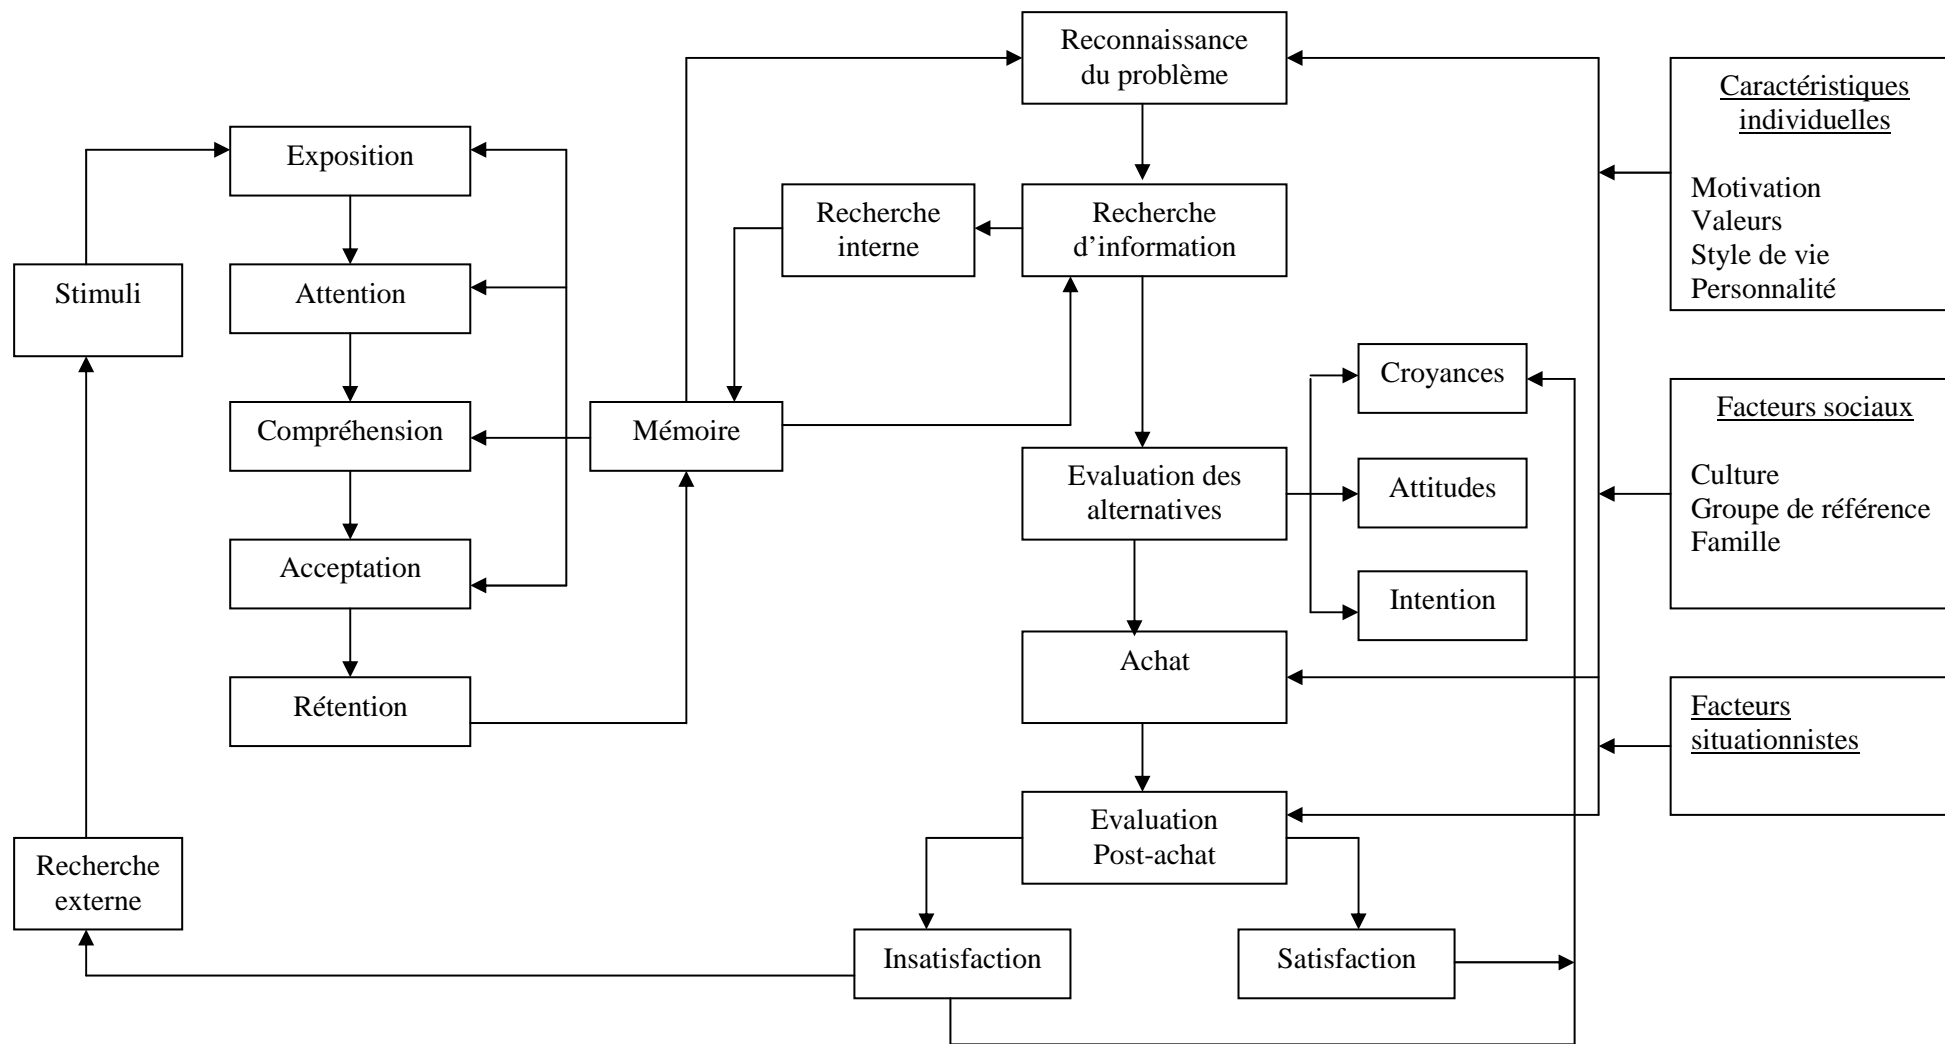 Reconnaissance
du problème
Caractéristiques
individuelles
Motivation
Valeurs
Style de vie
Personnalité
Exposition
Recherche
interne
Recherche
d’information
Stimuli
Attention
Croyances
Compréhension
Mémoire
Facteurs sociaux
Culture
Groupe de référence
Famille
Evaluation des
alternatives
Attitudes
Acceptation
Intention
Achat
Rétention
Facteurs
situationnistes
Evaluation
Post-achat
Recherche
externe
Insatisfaction
Satisfaction